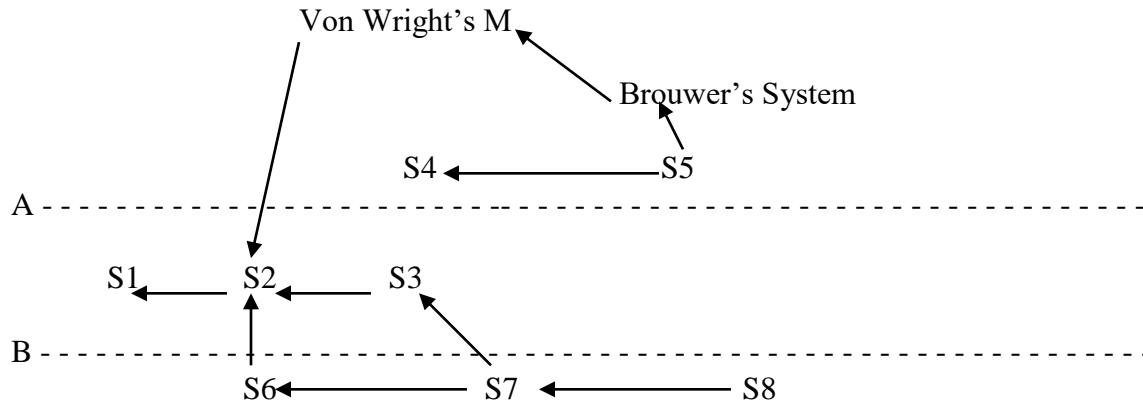 Von Wright’s M
Brouwer’s System
S4 S5
A
S1 S2 S3
B
S6 S7 S8